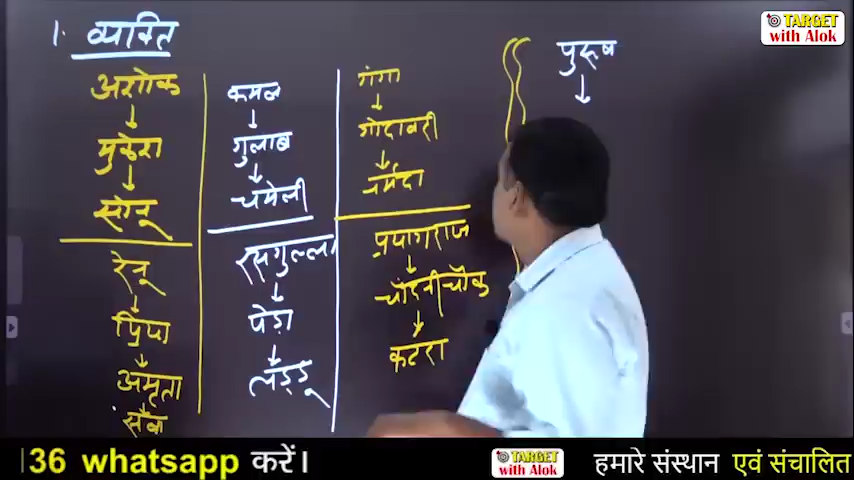 1. व्यक्ति
अशोक
मुकेश
सोनू
रेनू
प्रिया
अमृता
कमल
गुलाब
चमेली
रसगुल्ला
पेड़ा
लड्डू
गंगा
गोदावरी
नर्मदा
प्रयागराज
चाँदनीचौक
कटरा
पुरूष
TARGET
with Alok
36 whatsapp करें।
TARGET
with Alok
हमारे संस्थान एवं संचालित